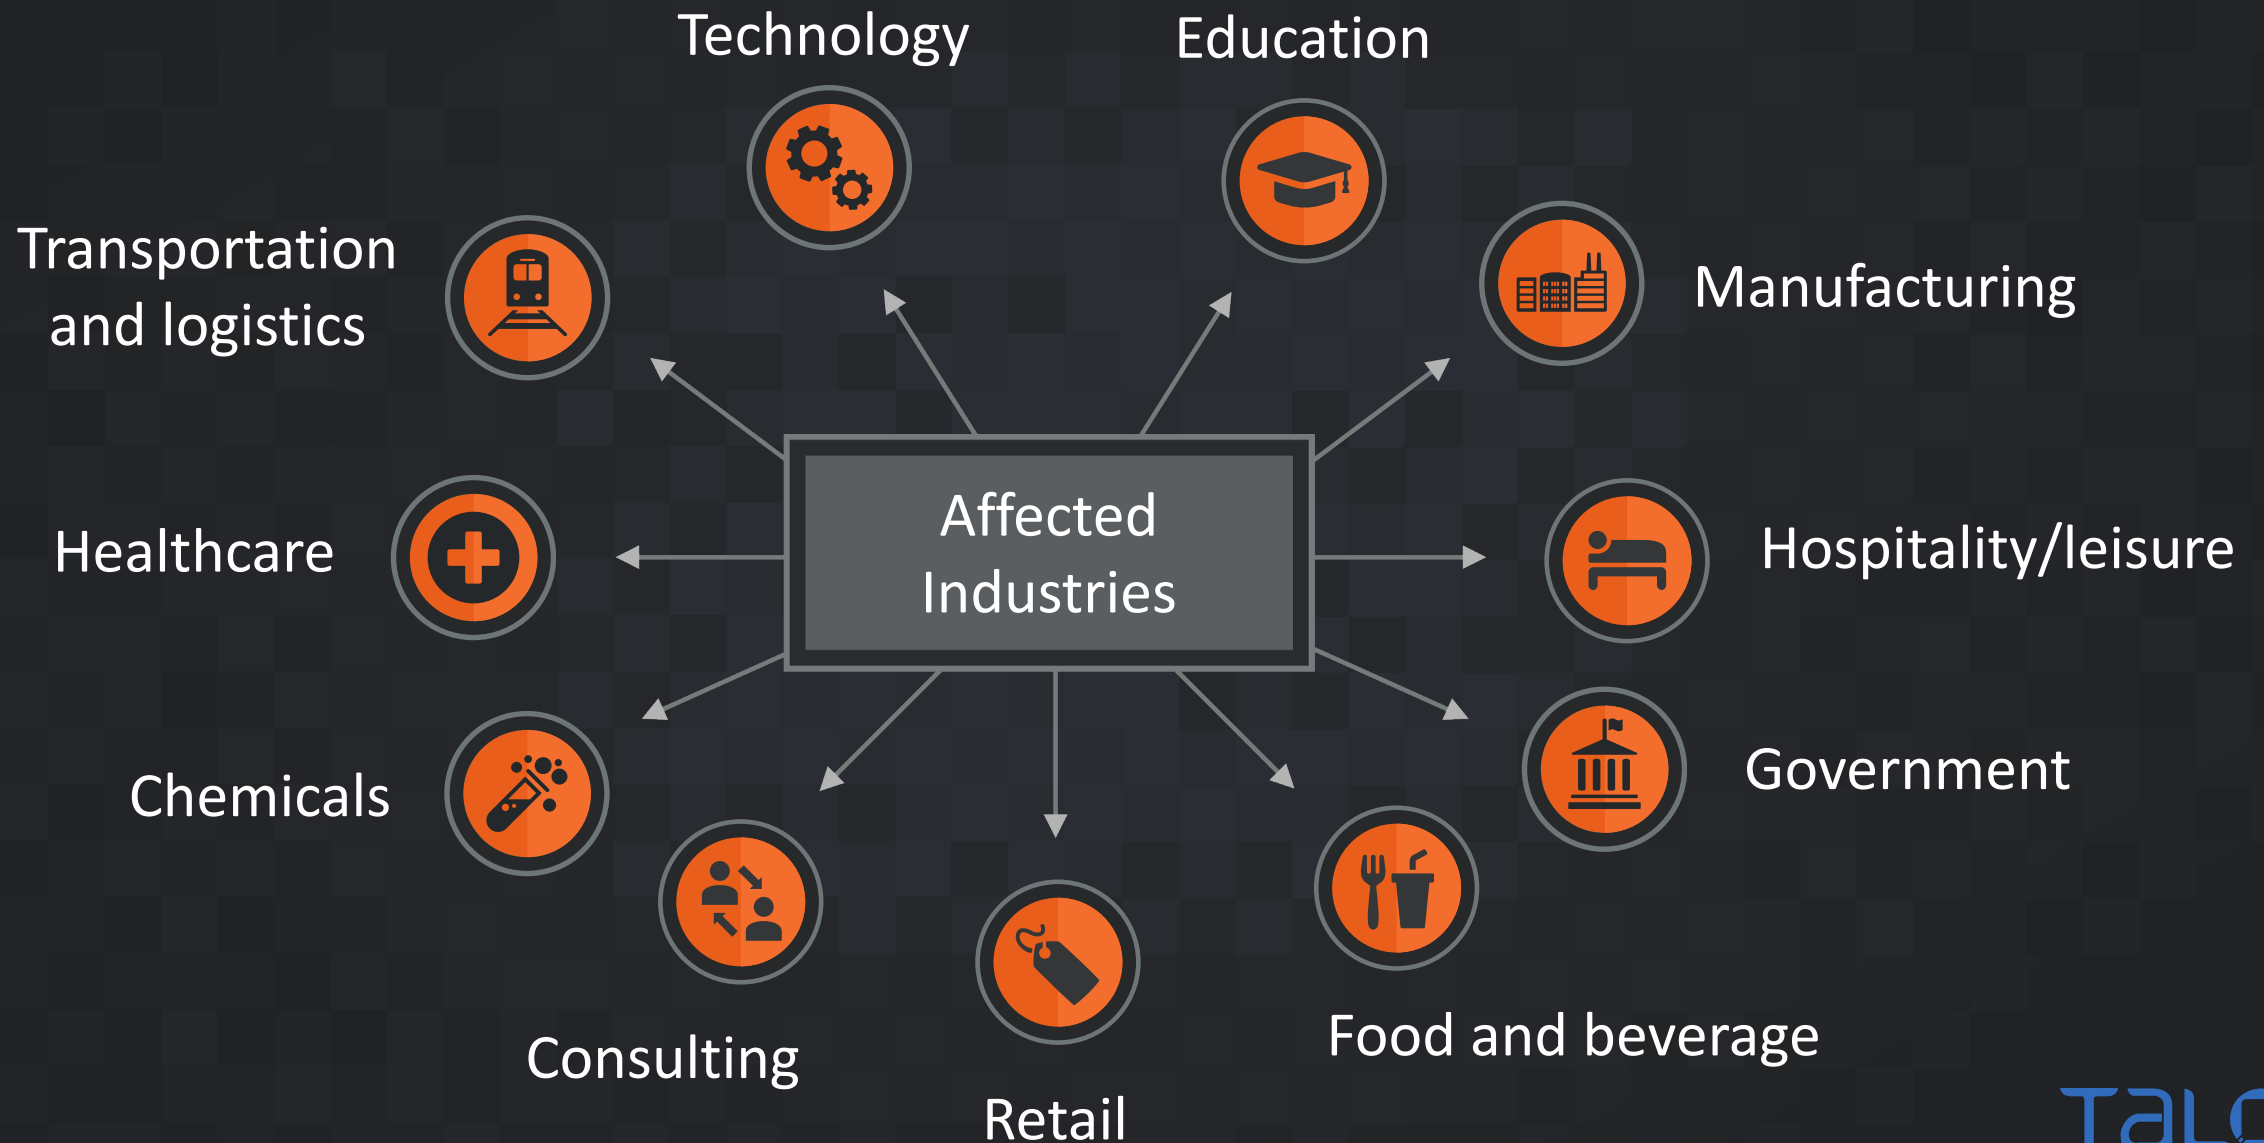 Technology
Education
Transportation
and logistics
Manufacturing
Affected
Industries
Healthcare
Hospitality/leisure
Chemicals
Government
Consulting
Food and beverage
Retail